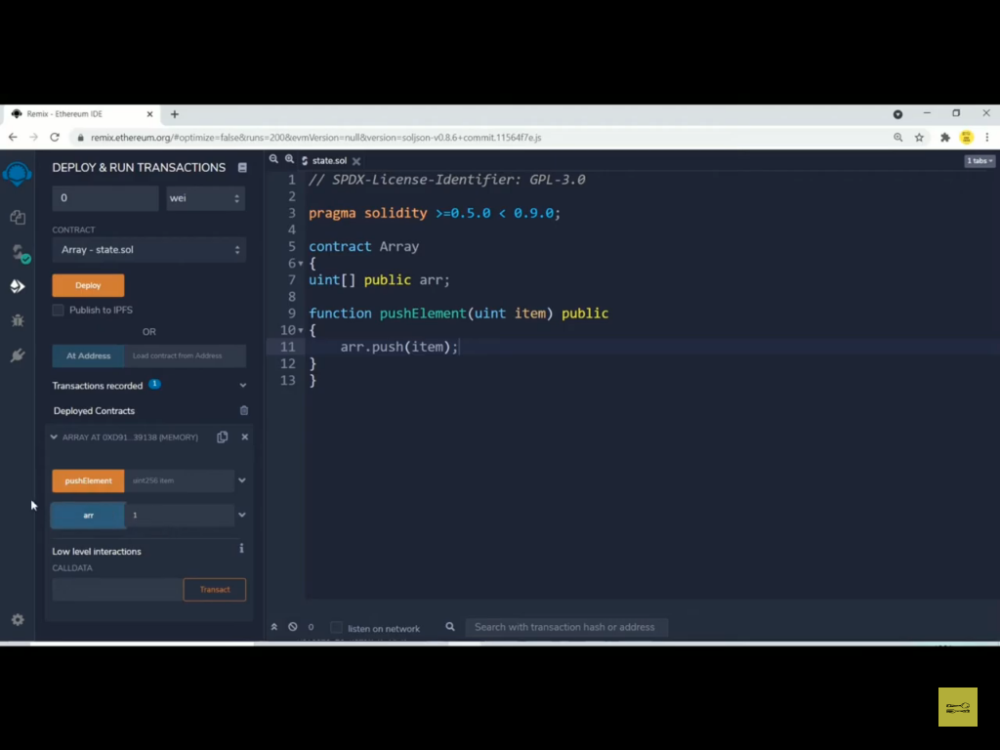 Remix - Ethereum IDE
remix.ethereum.org/#optimize=false&runs=200&evmVersion=null&version=soljson-v0.8.6+commit.11564f7e.js
DEPLOY & RUN TRANSACTIONS
0 wei
CONTRACT
Array - state.sol
Deploy
Publish to IPFS
OR
At Address Load contract from Address
Transactions recorded 1
Deployed Contracts
ARRAY AT 0XD91...39138 (MEMORY)
pushElement uint256 item
arr 1
Low level interactions
CALLDATA
Transact
state.sol
1 tabs
1 // SPDX-License-Identifier: GPL-3.0
2
3 pragma solidity >=0.5.0 < 0.9.0;
4
5 contract Array
6 {
7 uint[] public arr;
8
9 function pushElement(uint item) public
10 {
11 arr.push(item);
12 }
13 }
0 listen on network Search with transaction hash or address